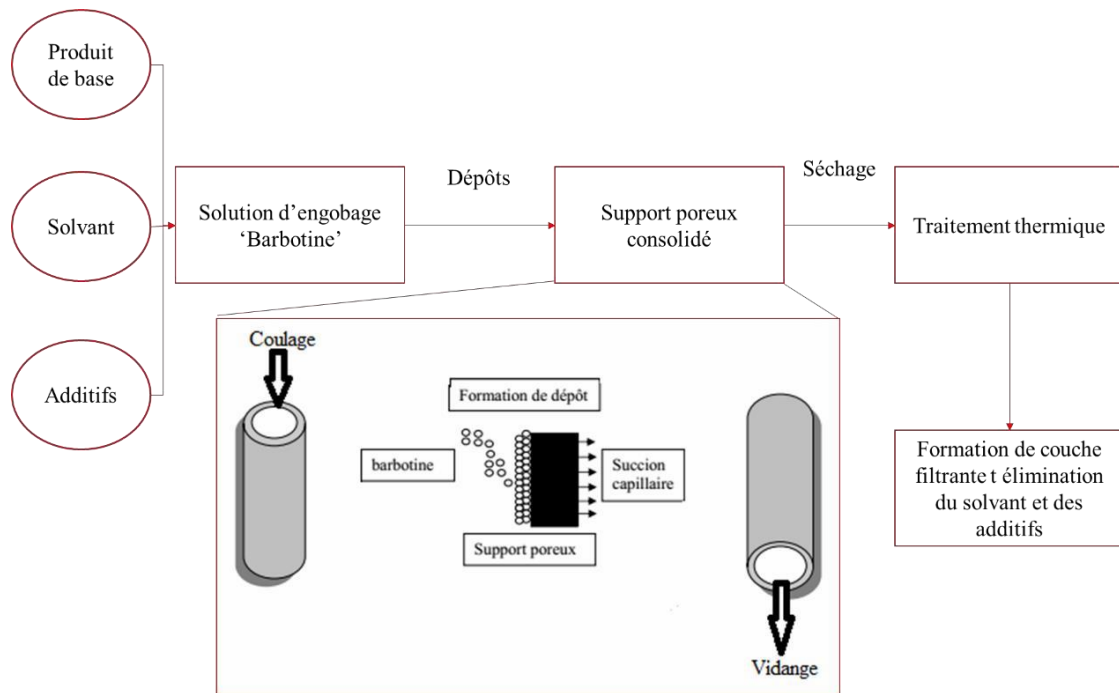 Produit
de base
Solvant
Additifs
Solution d’engobage
‘Barbotine’
Dépôts
Support poreux
consolidé
Séchage
Traitement thermique
Formation de couche
filtrante t élimination
du solvant et des
additifs
Coulage
Formation de dépôt
barbotine
Succion
capillaire
Support poreux
Vidange